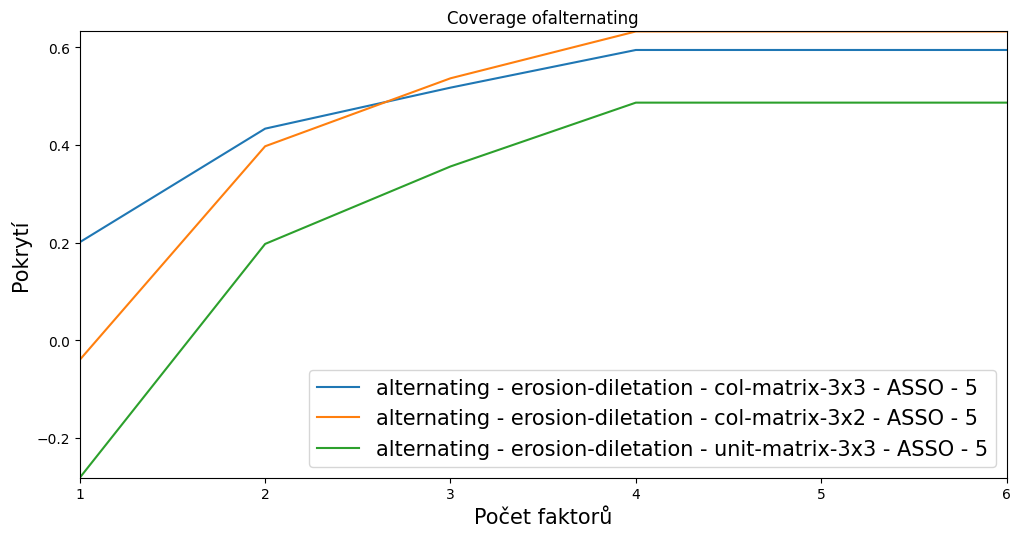 Coverage ofalternating
0.6
0.4
0.2
0.0
−0.2
Pokrytí
alternating - erosion-diletation - col-matrix-3x3 - ASSO - 5
alternating - erosion-diletation - col-matrix-3x2 - ASSO - 5
alternating - erosion-diletation - unit-matrix-3x3 - ASSO - 5
1 2 3 4 5 6
Počet faktorů